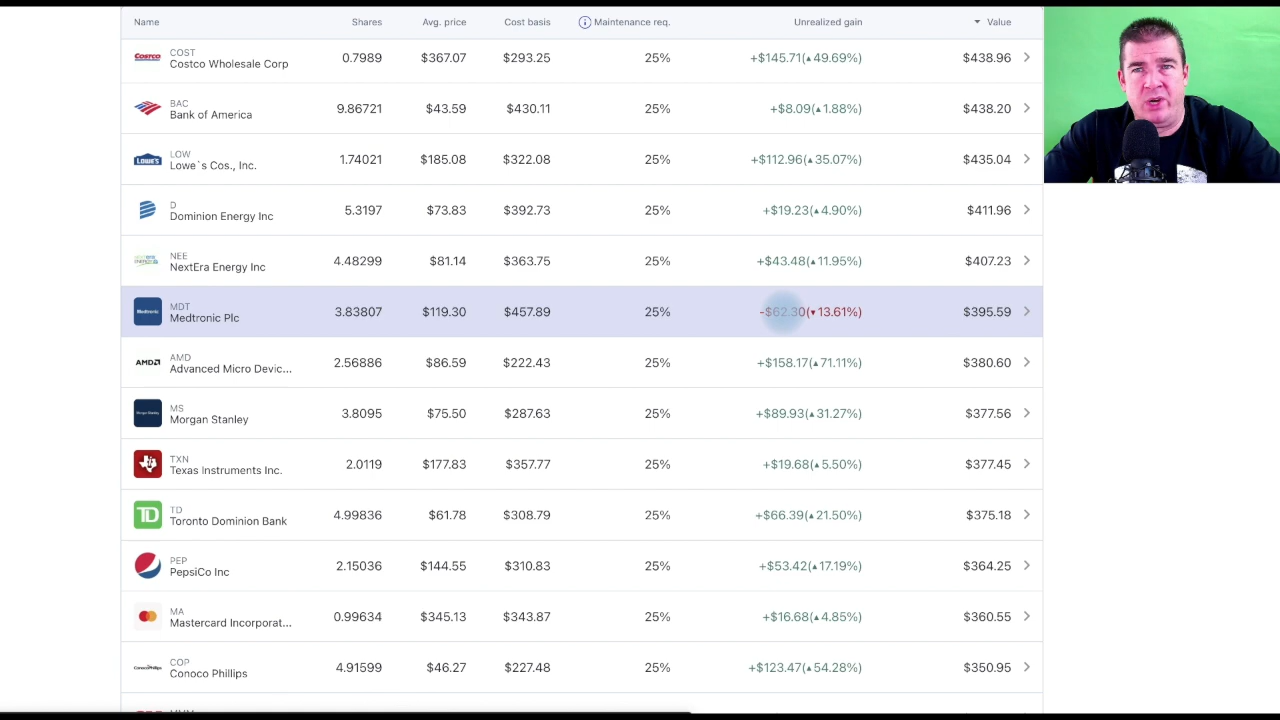 Name Shares Avg. price Cost basis Maintenance req. Unrealized gain Value
COSTCO WHOLESALE COST
Costco Wholesale Corp 0.7989 $367.07 $293.25 25% +$145.71(▲49.69%) $438.96
BAC
Bank of America 9.86721 $43.59 $430.11 25% +$8.09(▲1.88%) $438.20
LOWE'S LOW
Lowe`s Cos., Inc. 1.74021 $185.08 $322.08 25% +$112.96(▲35.07%) $435.04
D
Dominion Energy Inc 5.3197 $73.83 $392.73 25% +$19.23(▲4.90%) $411.96
NEE
NextEra Energy Inc 4.48299 $81.14 $363.75 25% +$43.48(▲11.95%) $407.23
Medtronic MDT
Medtronic Plc 3.83807 $119.30 $457.89 25% -$62.30(▼13.61%) $395.59
AMD AMD
Advanced Micro Devic... 2.56886 $86.59 $222.43 25% +$158.17(▲71.11%) $380.60
Morgan Stanley MS
Morgan Stanley 3.8095 $75.50 $287.63 25% +$89.93(▲31.27%) $377.56
TXN
Texas Instruments Inc. 2.0119 $177.83 $357.77 25% +$19.68(▲5.50%) $377.45
TD TD
Toronto Dominion Bank 4.99836 $61.78 $308.79 25% +$66.39(▲21.50%) $375.18
PEP
PepsiCo Inc 2.15036 $144.55 $310.83 25% +$53.42(▲17.19%) $364.25
MA
Mastercard Incorporat... 0.99634 $345.13 $343.87 25% +$16.68(▲4.85%) $360.55
ConocoPhillips COP
Conoco Phillips 4.91599 $46.27 $227.48 25% +$123.47(▲54.28%) $350.95